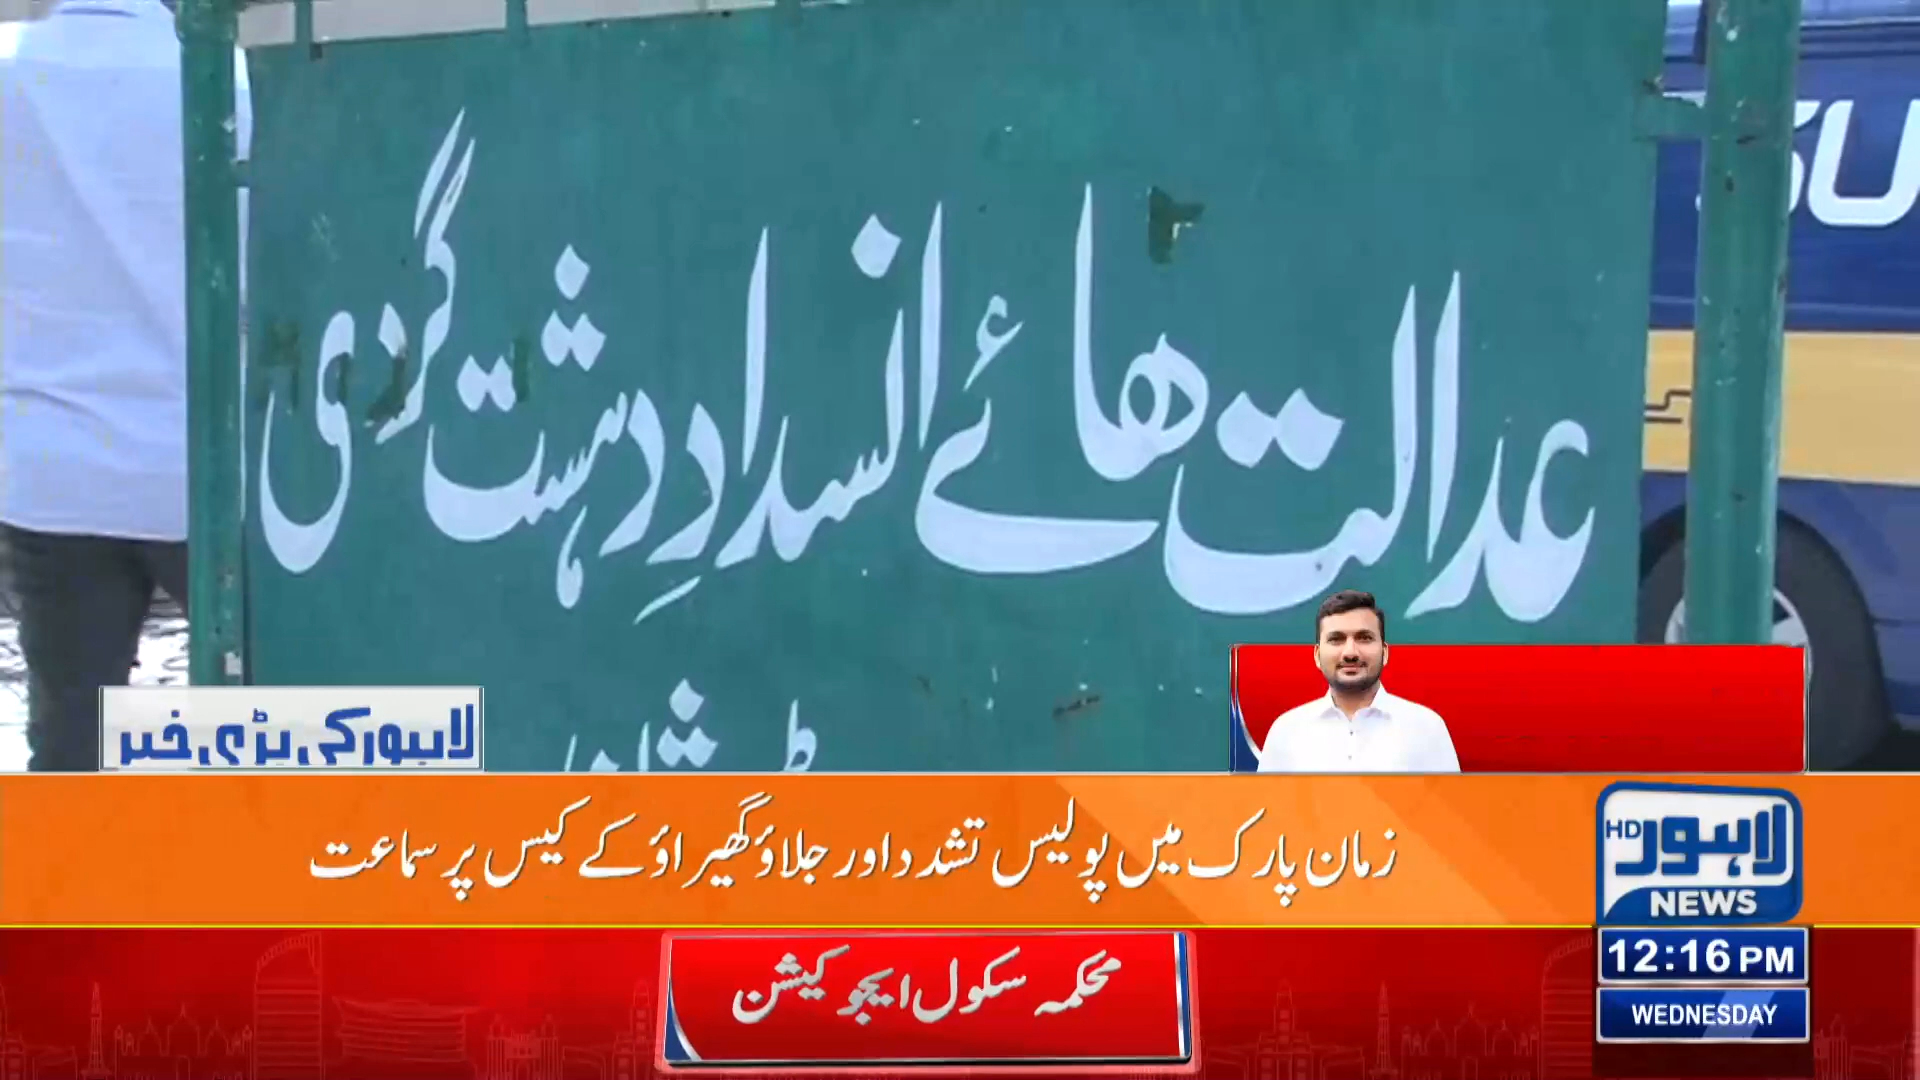 عدالت ھائے انسدادِ دہشت گردی
SU
لاہور کی بڑی خبر
زمان پارک میں پولیس تشدد اور جلاؤ گھیراؤ کے کیس پر سماعت
لاہور HD
NEWS
12:16 PM
WEDNESDAY
محکمہ سکول ایجوکیشن